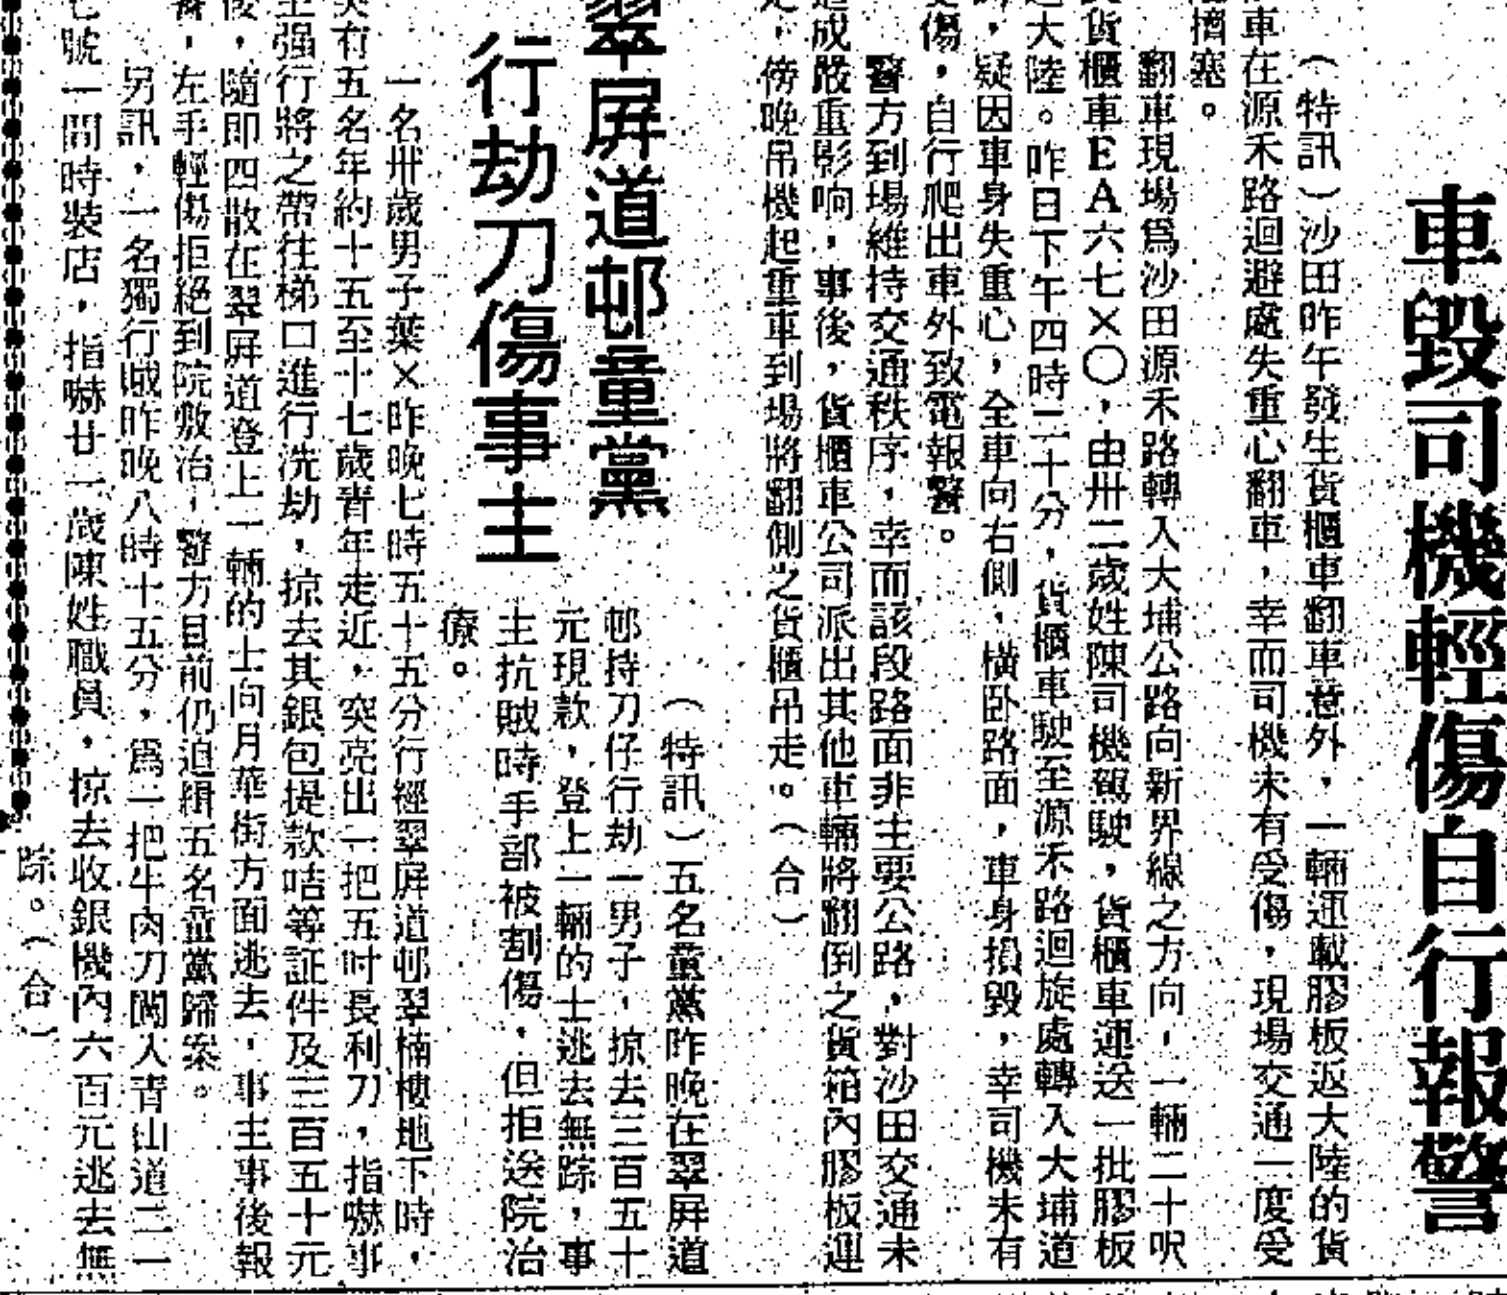 車毀司機輕傷自行報警
(特訊)沙田昨午發生貨櫃車翻車意外,一輛運載膠板返大陸的貨
車在源禾路迴避處失重心翻車,幸而司機未有受傷,現場交通一度受
擠塞。
翻車現場爲沙田源禾路轉入大埔公路向新界線之方向,一輛二十呎
貨櫃車EA六七×〇,由卅二歲姓陳司機駕駛,貨櫃車運送一批膠板
大陸。昨日下午四時二十分,貨櫃車駛至源禾路迴旋處轉入大埔道
,疑因車身失重心,全車向右側,橫卧路面,車身損毀,幸司機未有
傷,自行爬出車外致電報警。
警方到場維持交通秩序,幸而該段路面非主要公路,對沙田交通未
成嚴重影响,事後,貨櫃車公司派出其他車輛將翻倒之貨箱內膠板運
,傍晚吊機起重車到場將翻側之貨櫃吊走。(合)
翠屏道邨童黨
行劫刀傷事主
(特訊)五名童黨昨晚在翠屏道
邨持刀仔行劫一男子,掠去三百五十
元現款,登上一輛的士逃去無踪,事
主抗賊時手部被割傷,但拒送院治
療。
一名卅歲男子葉×昨晚七時五十五分行經翠屏道邨翠楠樓地下時,
有五名年約十五至十七歲青年走近,突亮出一把五吋長利刀,指嚇事
强行將之帶往梯口進行洗劫,掠去其銀包提款咭等証件及三百五十元
,隨即四散在翠屏道登上一輛的士向月華街方面逃去,事主事後報
,左手輕傷拒絕到院敷治,警方目前仍追緝五名童黨歸案。
另訊,一名獨行賊昨晚八時十五分,爲一把牛肉刀闖入青山道二一
號一間時裝店,指嚇廿一歲陳姓職員,掠去收銀機內六百元逃去無
踪。(合)